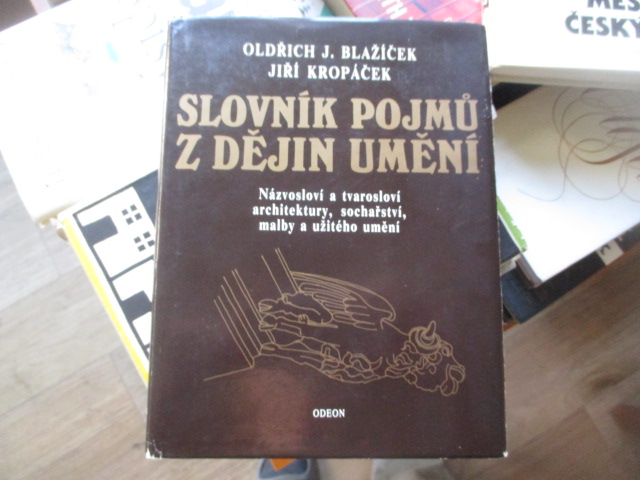 OLDŘICH J. BLAŽÍČEK
JIŘÍ KROPÁČEK
SLOVNÍK POJMŮ
Z DĚJIN UMĚNÍ
Názvosloví a tvarosloví
architektury, sochařství,
malby a užitého umění
ODEON
ČESKÝ